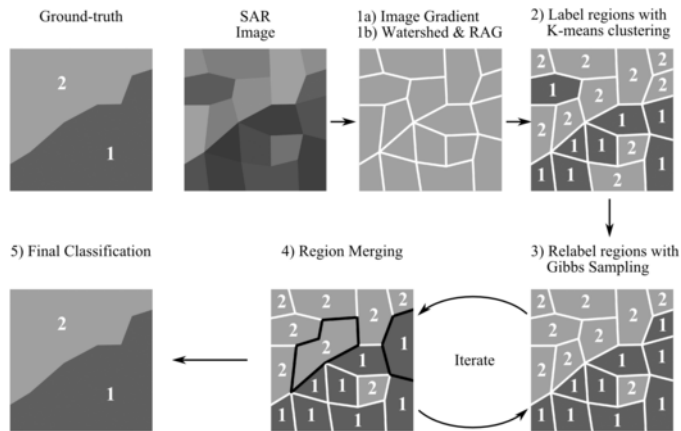 Ground-truth
SAR
Image
1a) Image Gradient
1b) Watershed & RAG
2) Label regions with
K-means clustering
2
1
2 2 2 2
1 2 2
2 2 1 1 1
1 1 2
1 1 2 1
5) Final Classification
4) Region Merging
3) Relabel regions with
Gibbs Sampling
2
1
2 2 2 2
2
2 2 1 1
1 1 2
1 1 1 1
Iterate
2 2 2 2
2 2 1
2 2 1 1 1
1 1 2
1 1 1 1